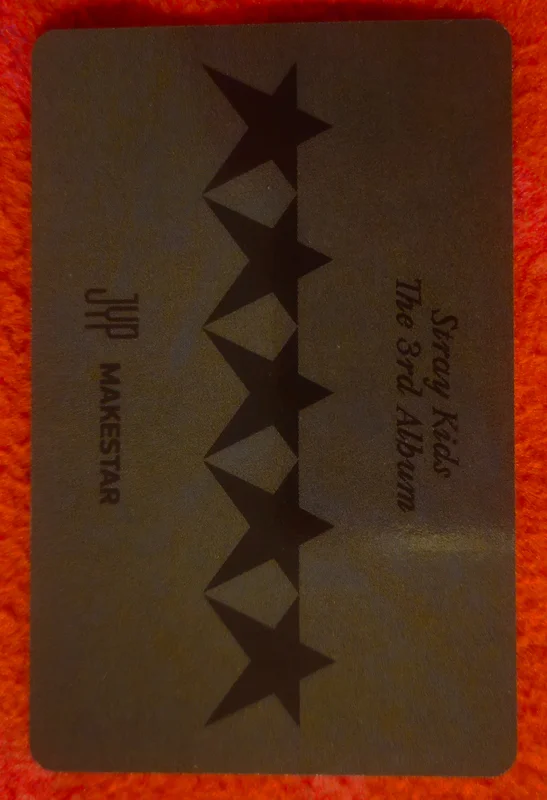 Stray Kids
The 3rd Album
JYP MAKESTAR